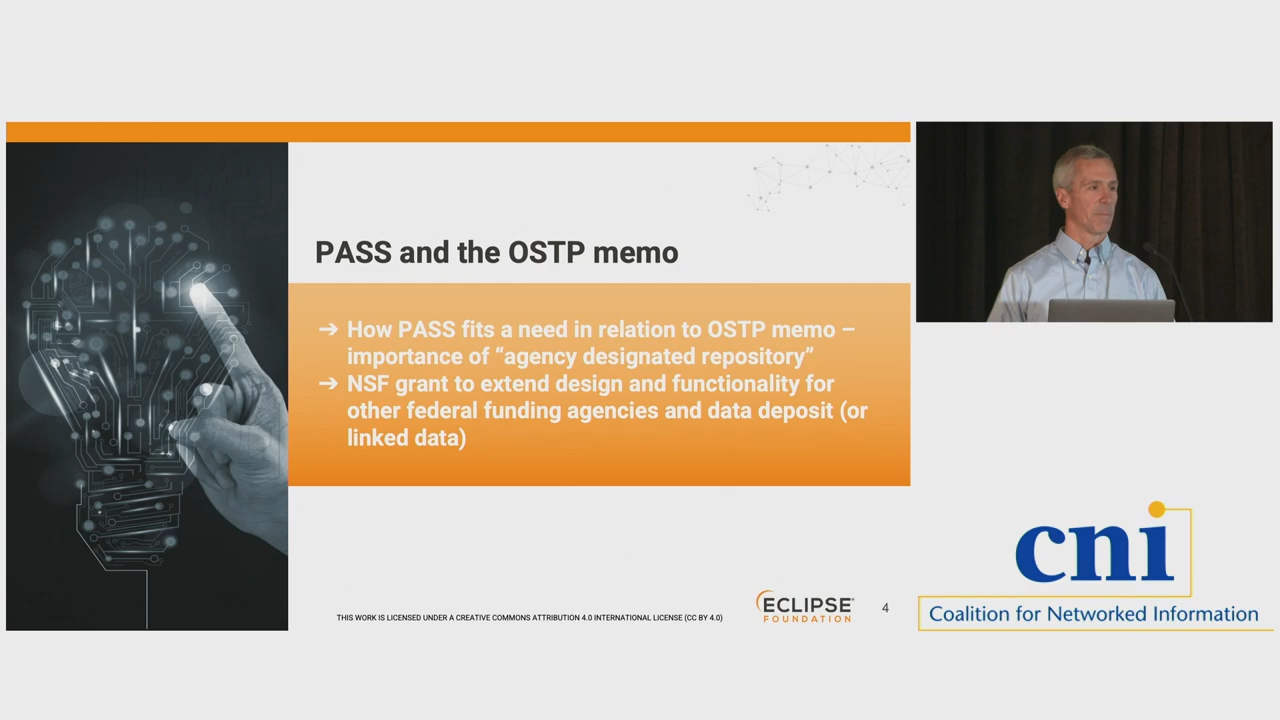 PASS and the OSTP memo
➔ How PASS fits a need in relation to OSTP memo –
importance of “agency designated repository”
➔ NSF grant to extend design and functionality for
other federal funding agencies and data deposit (or
linked data)
THIS WORK IS LICENSED UNDER A CREATIVE COMMONS ATTRIBUTION 4.0 INTERNATIONAL LICENSE (CC BY 4.0)
ECLIPSE
FOUNDATION
4
cni
Coalition for Networked Information